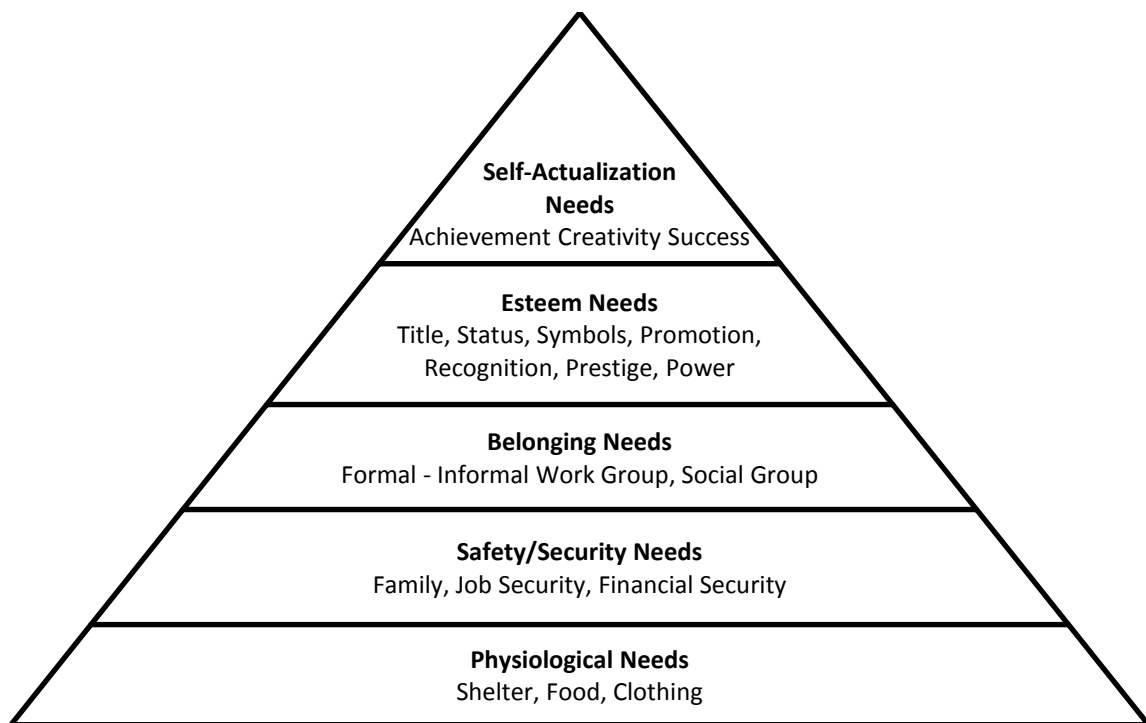 Self-Actualization
Needs
Achievement Creativity Success
Esteem Needs
Title, Status, Symbols, Promotion,
Recognition, Prestige, Power
Belonging Needs
Formal - Informal Work Group, Social Group
Safety/Security Needs
Family, Job Security, Financial Security
Physiological Needs
Shelter, Food, Clothing